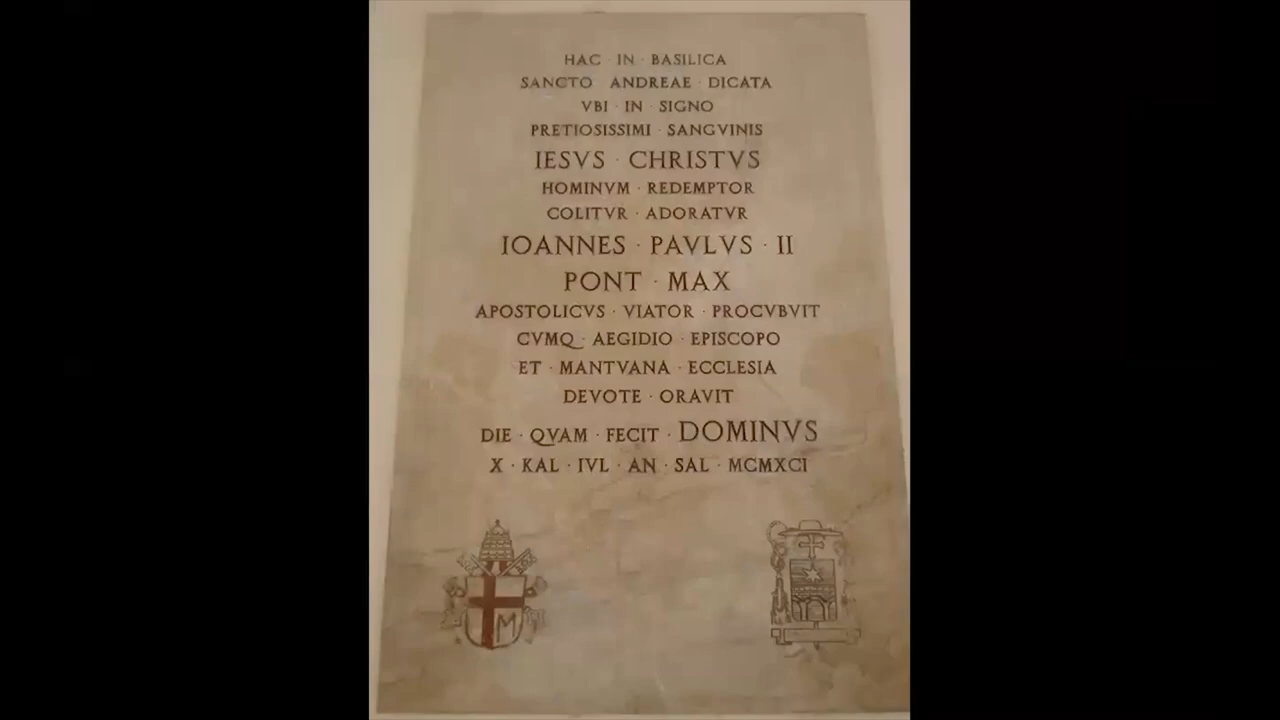 HAC · IN · BASILICA
SANCTO ANDREAE · DICATA
VBI · IN · SIGNO
PRETIOSISSIMI · SANGVINIS
IESVS · CHRISTVS
HOMINVM · REDEMPTOR
COLITVR · ADORATVR
IOANNES · PAVLVS · II
PONT · MAX
APOSTOLICVS · VIATOR · PROCVBVIT
CVMQ · AEGIDIO · EPISCOPO
ET · MANTVANA · ECCLESIA
DEVOTE · ORAVIT
DIE · QVAM · FECIT · DOMINVS
X · KAL · IVL · AN · SAL · MCMXCI
M